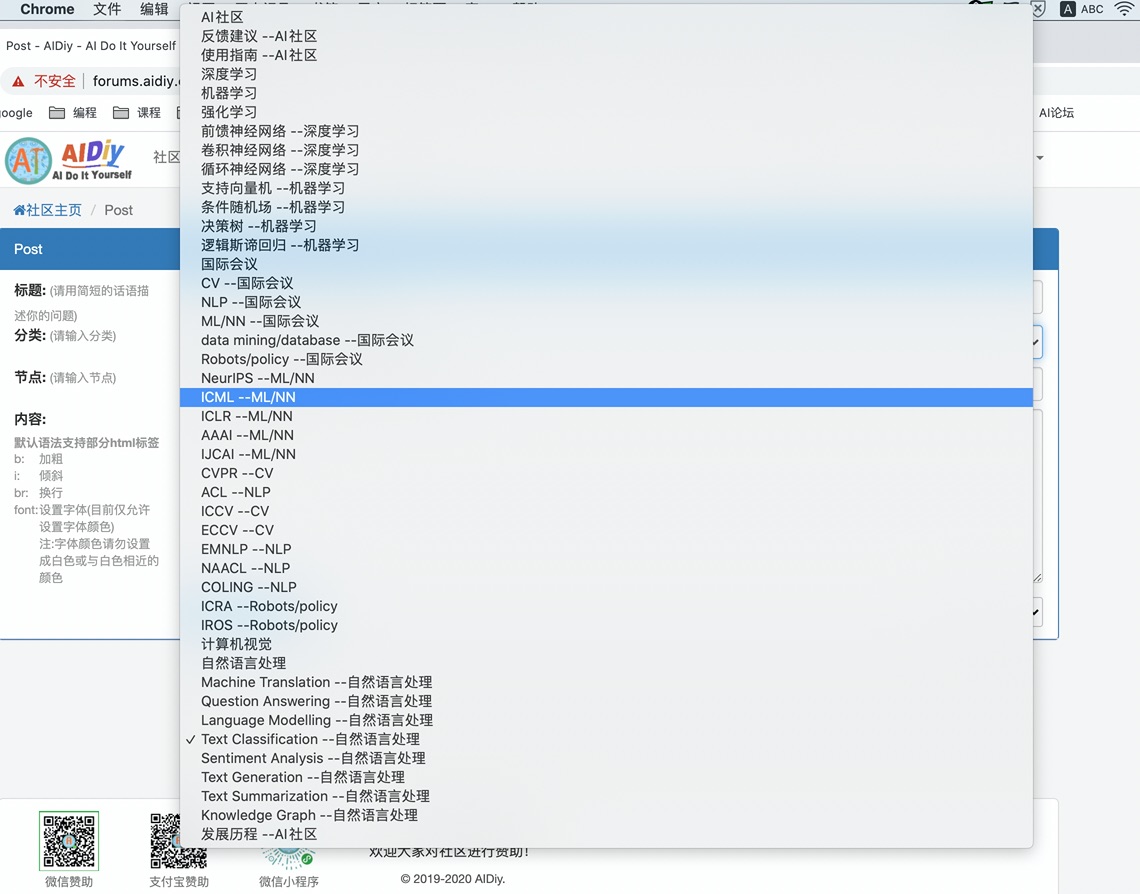 Chrome 文件 编辑
A ABC
Post - AIDiy - AI Do It Yourself
不安全 forums.aidiy.
oogle 编程 课程
AI论坛
AIDiy 社区
AI Do It Yourself
社区主页 / Post
Post
标题: (请用简短的话语描
述你的问题)
分类: (请输入分类)
节点: (请输入节点)
内容:
默认语法支持部分html标签
b: 加粗
i: 倾斜
br: 换行
font:设置字体(目前仅允许
设置字体颜色)
注:字体颜色请勿设置
成白色或与白色相近的
颜色
AI社区
反馈建议 --AI社区
使用指南 --AI社区
深度学习
机器学习
强化学习
前馈神经网络 --深度学习
卷积神经网络 --深度学习
循环神经网络 --深度学习
支持向量机 --机器学习
条件随机场 --机器学习
决策树 --机器学习
逻辑斯谛回归 --机器学习
国际会议
CV --国际会议
NLP --国际会议
ML/NN --国际会议
data mining/database --国际会议
Robots/policy --国际会议
NeurIPS --ML/NN
ICML --ML/NN
ICLR --ML/NN
AAAI --ML/NN
IJCAI --ML/NN
CVPR --CV
ACL --NLP
ICCV --CV
ECCV --CV
EMNLP --NLP
NAACL --NLP
COLING --NLP
ICRA --Robots/policy
IROS --Robots/policy
计算机视觉
自然语言处理
Machine Translation --自然语言处理
Question Answering --自然语言处理
Language Modelling --自然语言处理
✓ Text Classification --自然语言处理
Sentiment Analysis --自然语言处理
Text Generation --自然语言处理
Text Summarization --自然语言处理
Knowledge Graph --自然语言处理
发展历程 --AI社区
欢迎大家对社区进行赞助!
微信赞助 支付宝赞助 微信小程序
© 2019-2020 AIDiy.